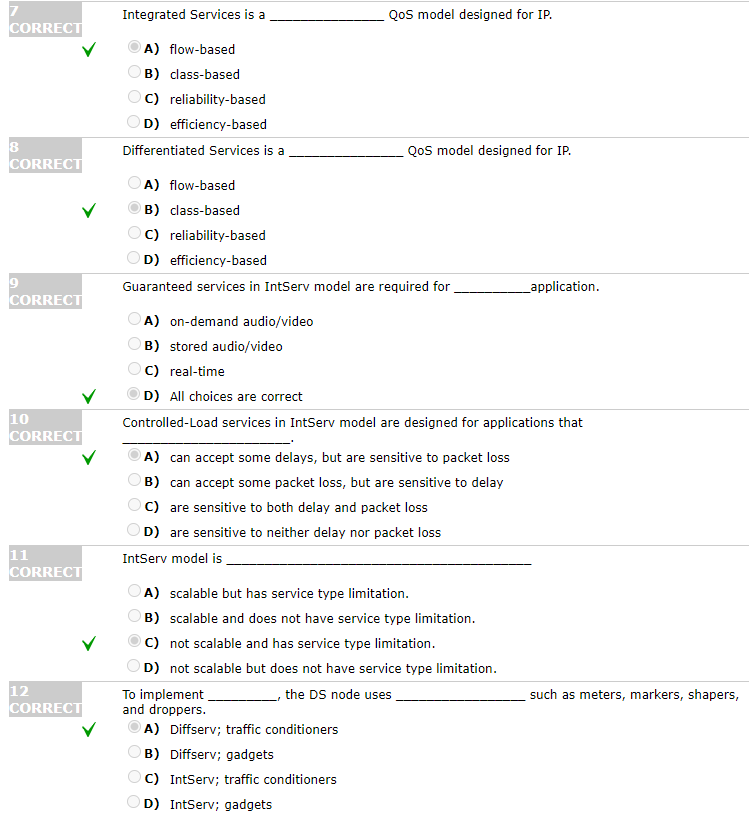 7
CORRECT
Integrated Services is a _______________ QoS model designed for IP.
A) flow-based
B) class-based
C) reliability-based
D) efficiency-based
8
CORRECT
Differentiated Services is a _______________ QoS model designed for IP.
A) flow-based
B) class-based
C) reliability-based
D) efficiency-based
9
CORRECT
Guaranteed services in IntServ model are required for __________application.
A) on-demand audio/video
B) stored audio/video
C) real-time
D) All choices are correct
10
CORRECT
Controlled-Load services in IntServ model are designed for applications that
______________________.
A) can accept some delays, but are sensitive to packet loss
B) can accept some packet loss, but are sensitive to delay
C) are sensitive to both delay and packet loss
D) are sensitive to neither delay nor packet loss
11
CORRECT
IntServ model is ________________________________________
A) scalable but has service type limitation.
B) scalable and does not have service type limitation.
C) not scalable and has service type limitation.
D) not scalable but does not have service type limitation.
12
CORRECT
To implement _________, the DS node uses _________________ such as meters, markers, shapers,
and droppers.
A) Diffserv; traffic conditioners
B) Diffserv; gadgets
C) IntServ; traffic conditioners
D) IntServ; gadgets